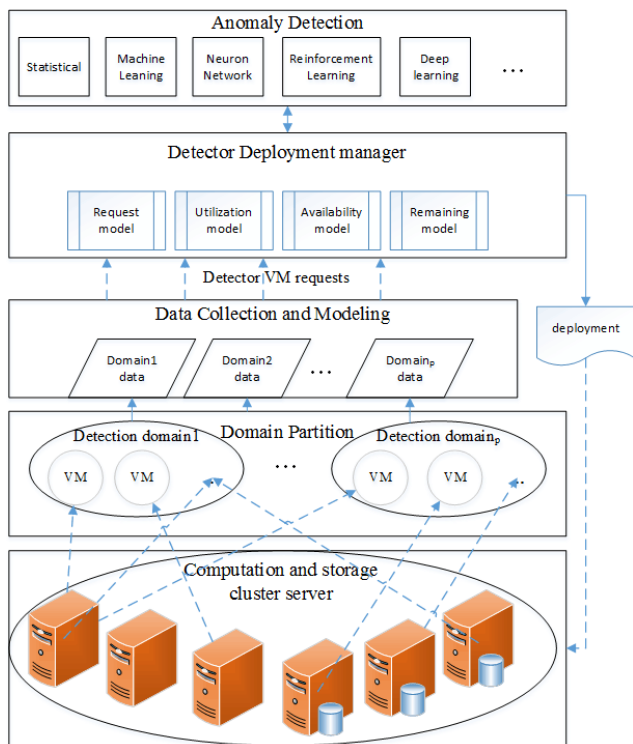 Anomaly Detection
Statistical
Machine
Leaning
Neuron
Network
Reinforcement
Learning
Deep
learning
...
Detector Deployment manager
Request
model
Utilization
model
Availability
model
Remaining
model
Detector VM requests
deployment
Data Collection and Modeling
Domain1
data
Domain2
data
...
Domainₚ
data
Detection domain1
Domain Partition
Detection domainₚ
VM
VM
..
...
VM
VM
..
Computation and storage
cluster server